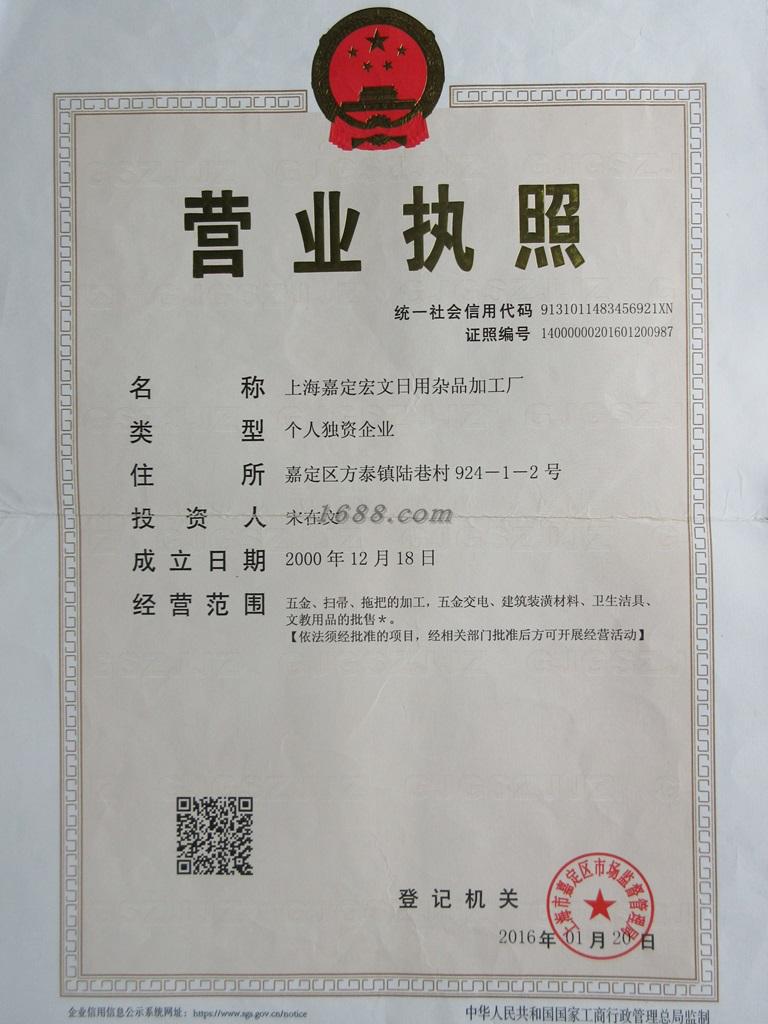 营业执照
统一社会信用代码 9131011483456921XN
证照编号 14000000201601200987
名称 上海嘉定宏文日用杂品加工厂
类型 个人独资企业
住所 嘉定区方泰镇陆巷村924－1－2号
投资人 宋在文
1688.com
成立日期 2000年12月18日
经营范围 五金、扫帚、拖把的加工，五金交电、建筑装潢材料、卫生洁具、
文教用品的批售＊。
【依法须经批准的项目，经相关部门批准后方可开展经营活动】
登记机关
上海市嘉定区市场监督管理局
2016年01月20日
企业信用信息公示系统网址：https://www.sgs.gov.cn/notice
中华人民共和国国家工商行政管理总局监制